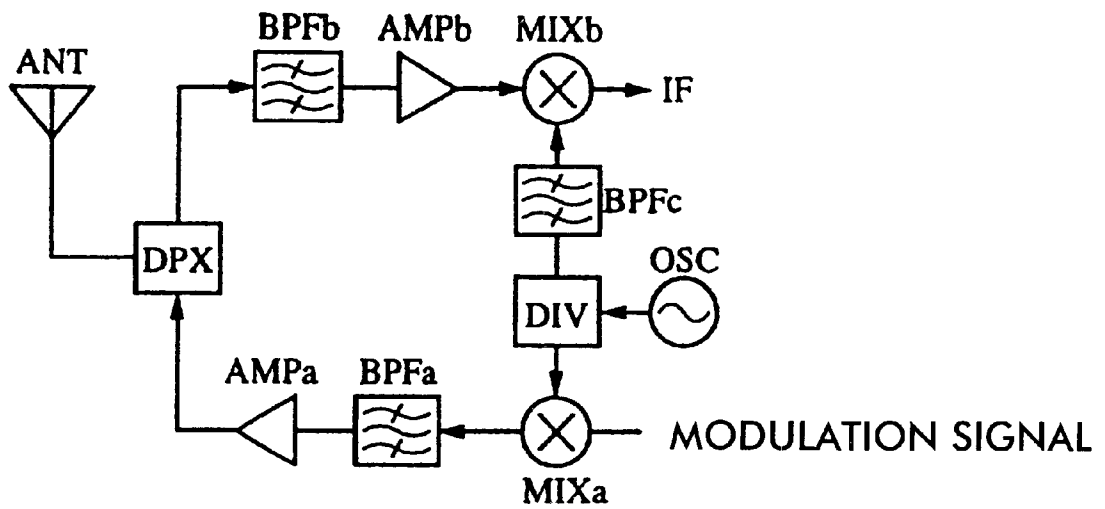 BPFb
AMPb
MIXb
ANT
IF
BPFc
DPX
OSC
DIV
AMPa
BPFa
MODULATION SIGNAL
MIXa